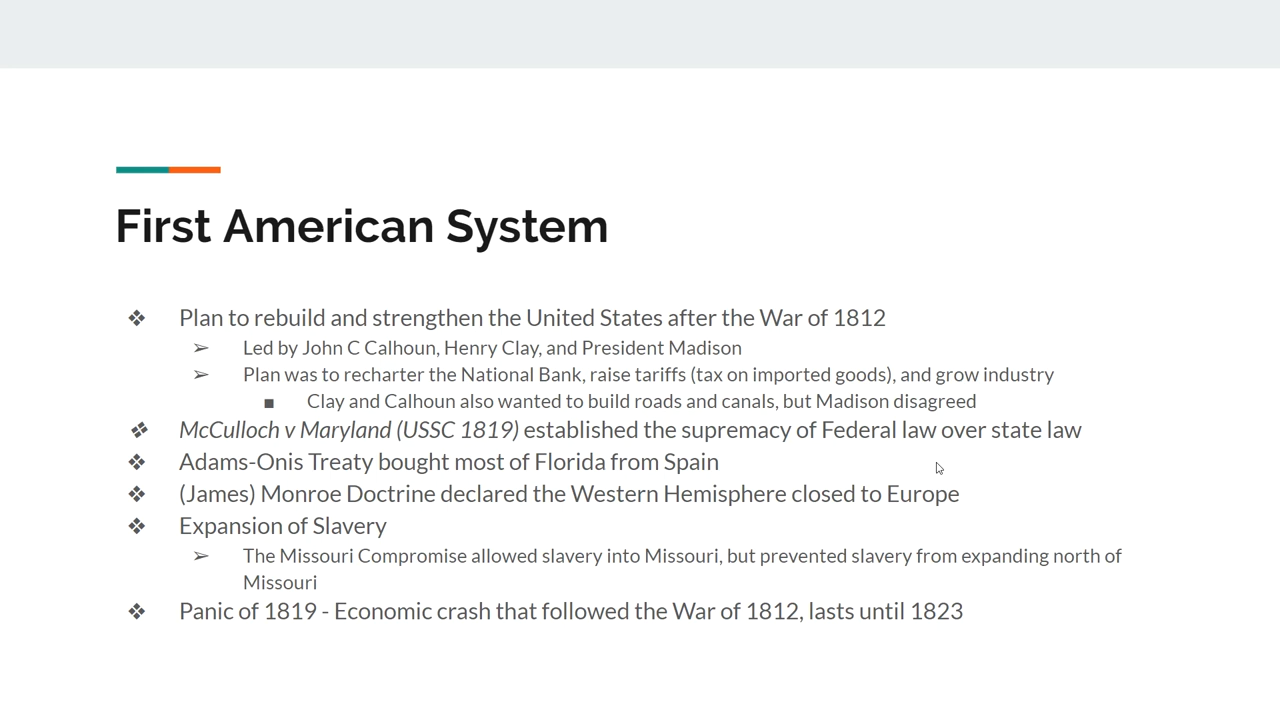 First American System
❖ Plan to rebuild and strengthen the United States after the War of 1812
➢ Led by John C Calhoun, Henry Clay, and President Madison
➢ Plan was to recharter the National Bank, raise tariffs (tax on imported goods), and grow industry
■ Clay and Calhoun also wanted to build roads and canals, but Madison disagreed
❖ McCulloch v Maryland (USSC 1819) established the supremacy of Federal law over state law
❖ Adams-Onis Treaty bought most of Florida from Spain
❖ (James) Monroe Doctrine declared the Western Hemisphere closed to Europe
❖ Expansion of Slavery
➢ The Missouri Compromise allowed slavery into Missouri, but prevented slavery from expanding north of
Missouri
❖ Panic of 1819 - Economic crash that followed the War of 1812, lasts until 1823